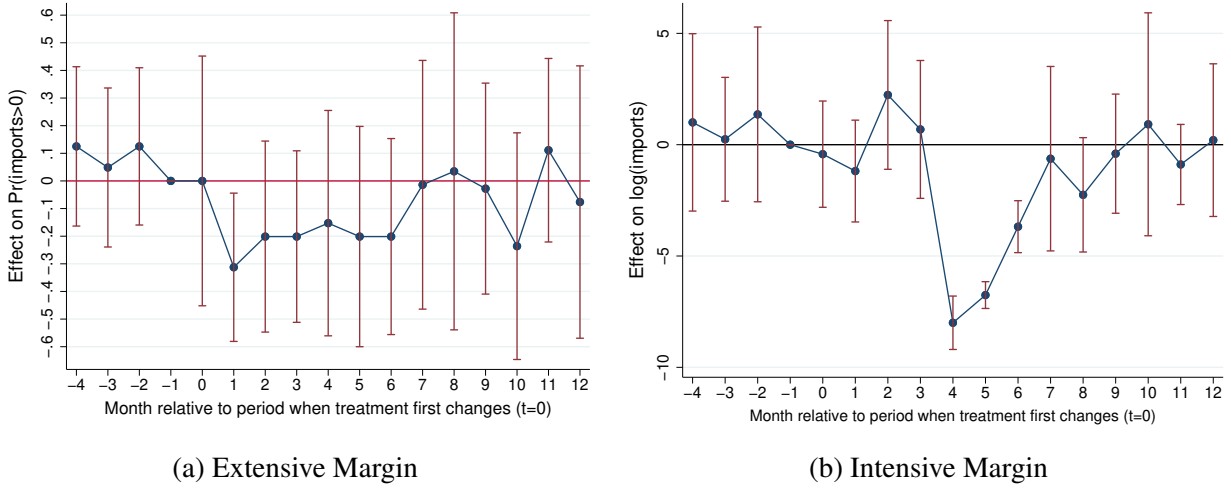 Effect on Pr(imports>0)
.6
.5
.4
.3
.2
.1
0
-.1
-.2
-.3
-.4
-.5
-.6
−4 −3 −2 −1 0 1 2 3 4 5 6 7 8 9 10 11 12
Month relative to period when treatment first changes (t=0)
(a) Extensive Margin
Effect on log(imports)
5
0
-5
-10
−4 −3 −2 −1 0 1 2 3 4 5 6 7 8 9 10 11 12
Month relative to period when treatment first changes (t=0)
(b) Intensive Margin